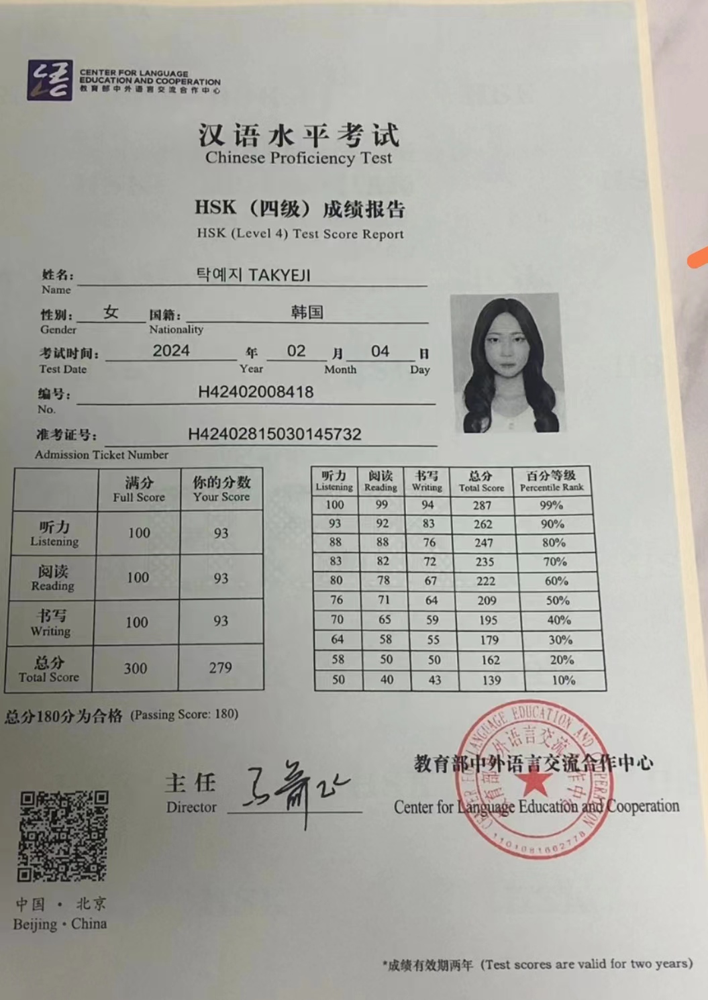 CENTER FOR LANGUAGE
EDUCATION AND COOPERATION
教育部中外语言交流合作中心
汉语水平考试
Chinese Proficiency Test
HSK（四级）成绩报告
HSK (Level 4) Test Score Report
姓名： 탁예지 TAKYEJI
Name
性别： 女 国籍： 韩国
Gender Nationality
考试时间： 2024 年 02 月 04 日
Test Date Year Month Day
编号： H42402008418
No.
准考证号： H42402815030145732
Admission Ticket Number
满分 你的分数
Full Score Your Score
听力 100 93
Listening
阅读 100 93
Reading
书写 100 93
Writing
总分 300 279
Total Score
听力 阅读 书写 总分 百分等级
Listening Reading Writing Total Score Percentile Rank
100 99 94 287 99%
93 92 83 262 90%
88 88 76 247 80%
83 82 72 235 70%
80 78 67 222 60%
76 71 64 209 50%
70 65 59 195 40%
64 58 55 179 30%
58 50 50 162 20%
50 40 43 139 10%
总分180分为合格 (Passing Score: 180)
主任
Director
教育部中外语言交流合作中心
Center for Language Education and Cooperation
CENTER FOR LANGUAGE EDUCATION AND COOPERATION
教育部中外语言交流合作中心
1101081662778
中国·北京
Beijing·China
*成绩有效期两年 (Test scores are valid for two years)